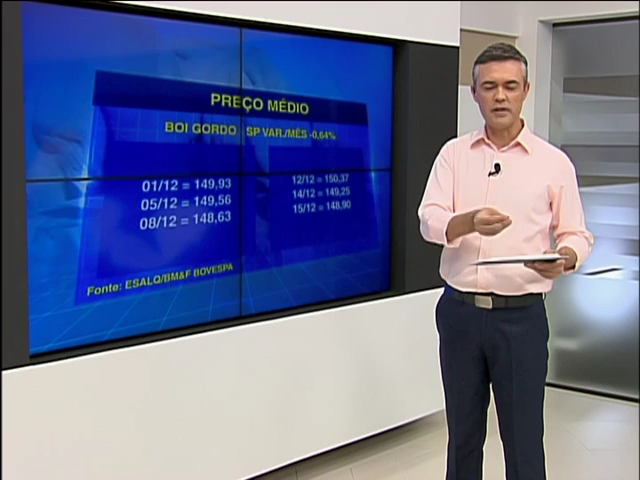 PREÇO MÉDIO
BOI GORDO SP VAR./MÊS -0,64%
01/12 = 149,93
05/12 = 149,56
08/12 = 148,63
12/12 = 150,37
14/12 = 149,25
15/12 = 148,90
Fonte: ESALQ/BM&F BOVESPA